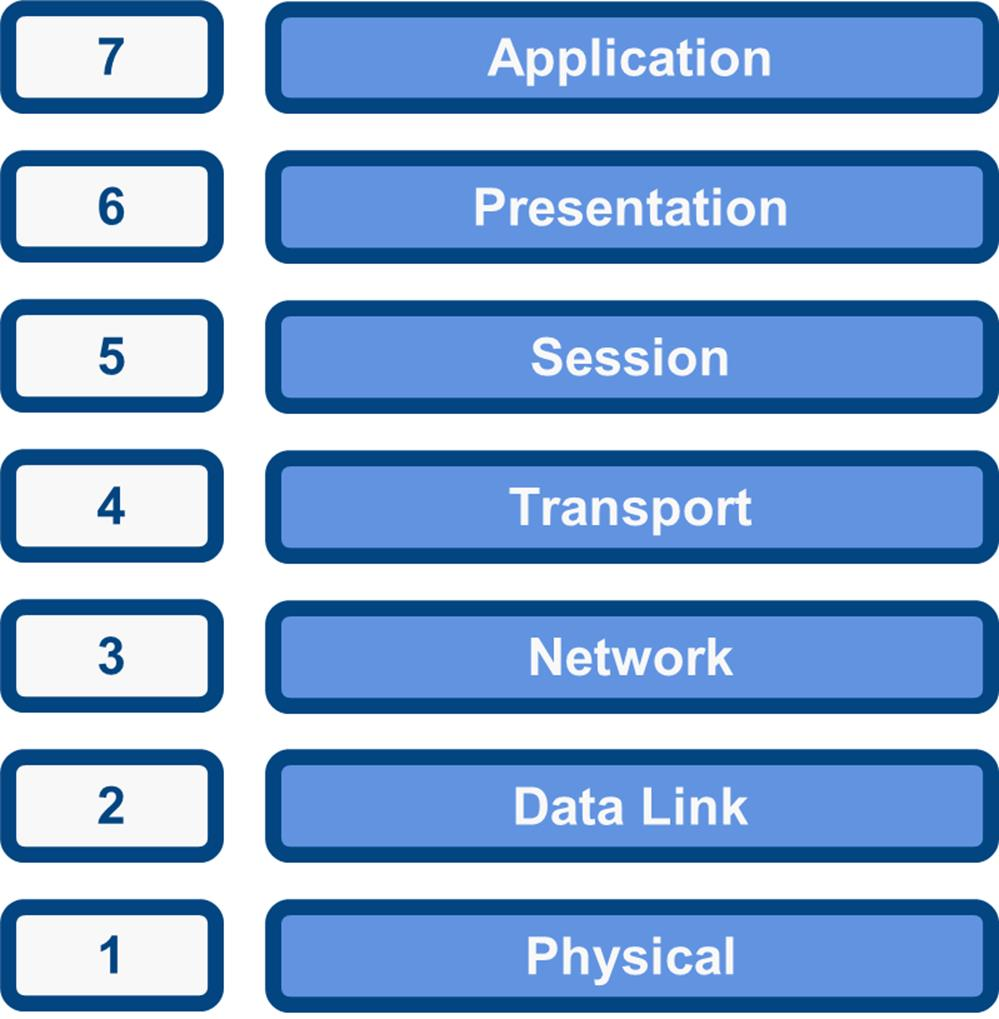 7 Application
6 Presentation
5 Session
4 Transport
3 Network
2 Data Link
1 Physical